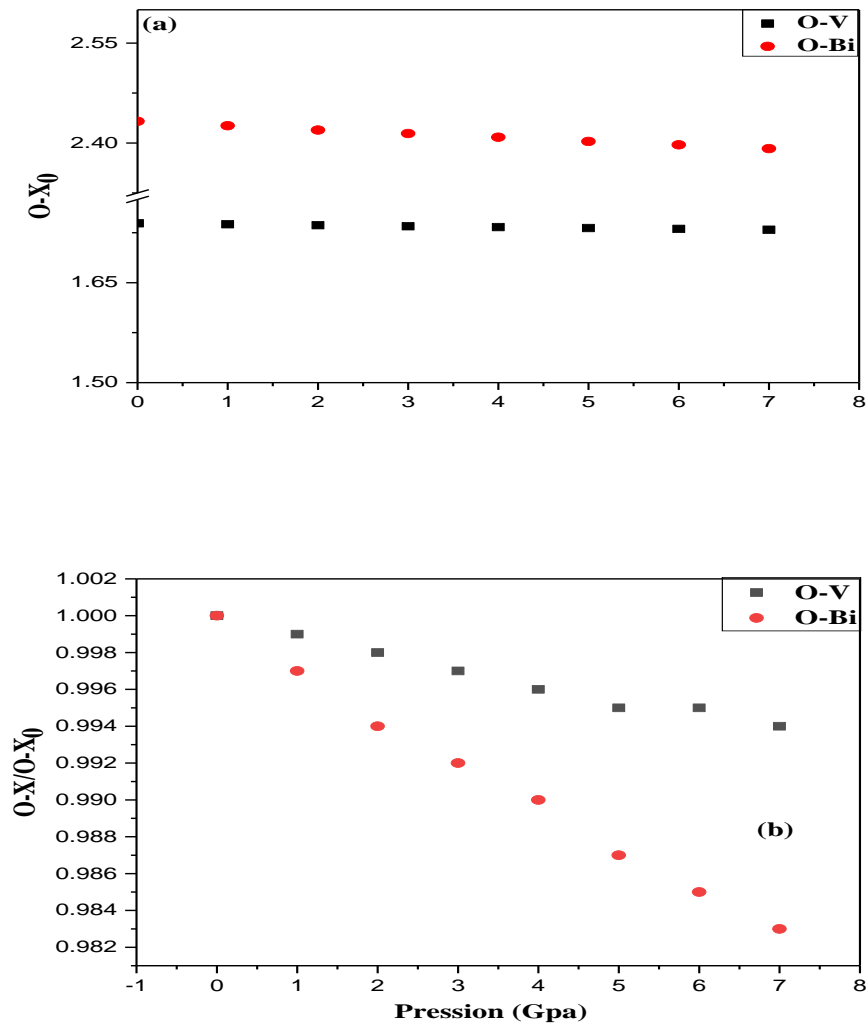 (a)
O-V
O-Bi
2.55
2.40
1.65
1.50
O-X0
0 1 2 3 4 5 6 7 8
1.002
1.000
0.998
0.996
0.994
0.992
0.990
0.988
0.986
0.984
0.982
O-X/O-X0
O-V
O-Bi
(b)
-1 0 1 2 3 4 5 6 7 8
Pression (Gpa)